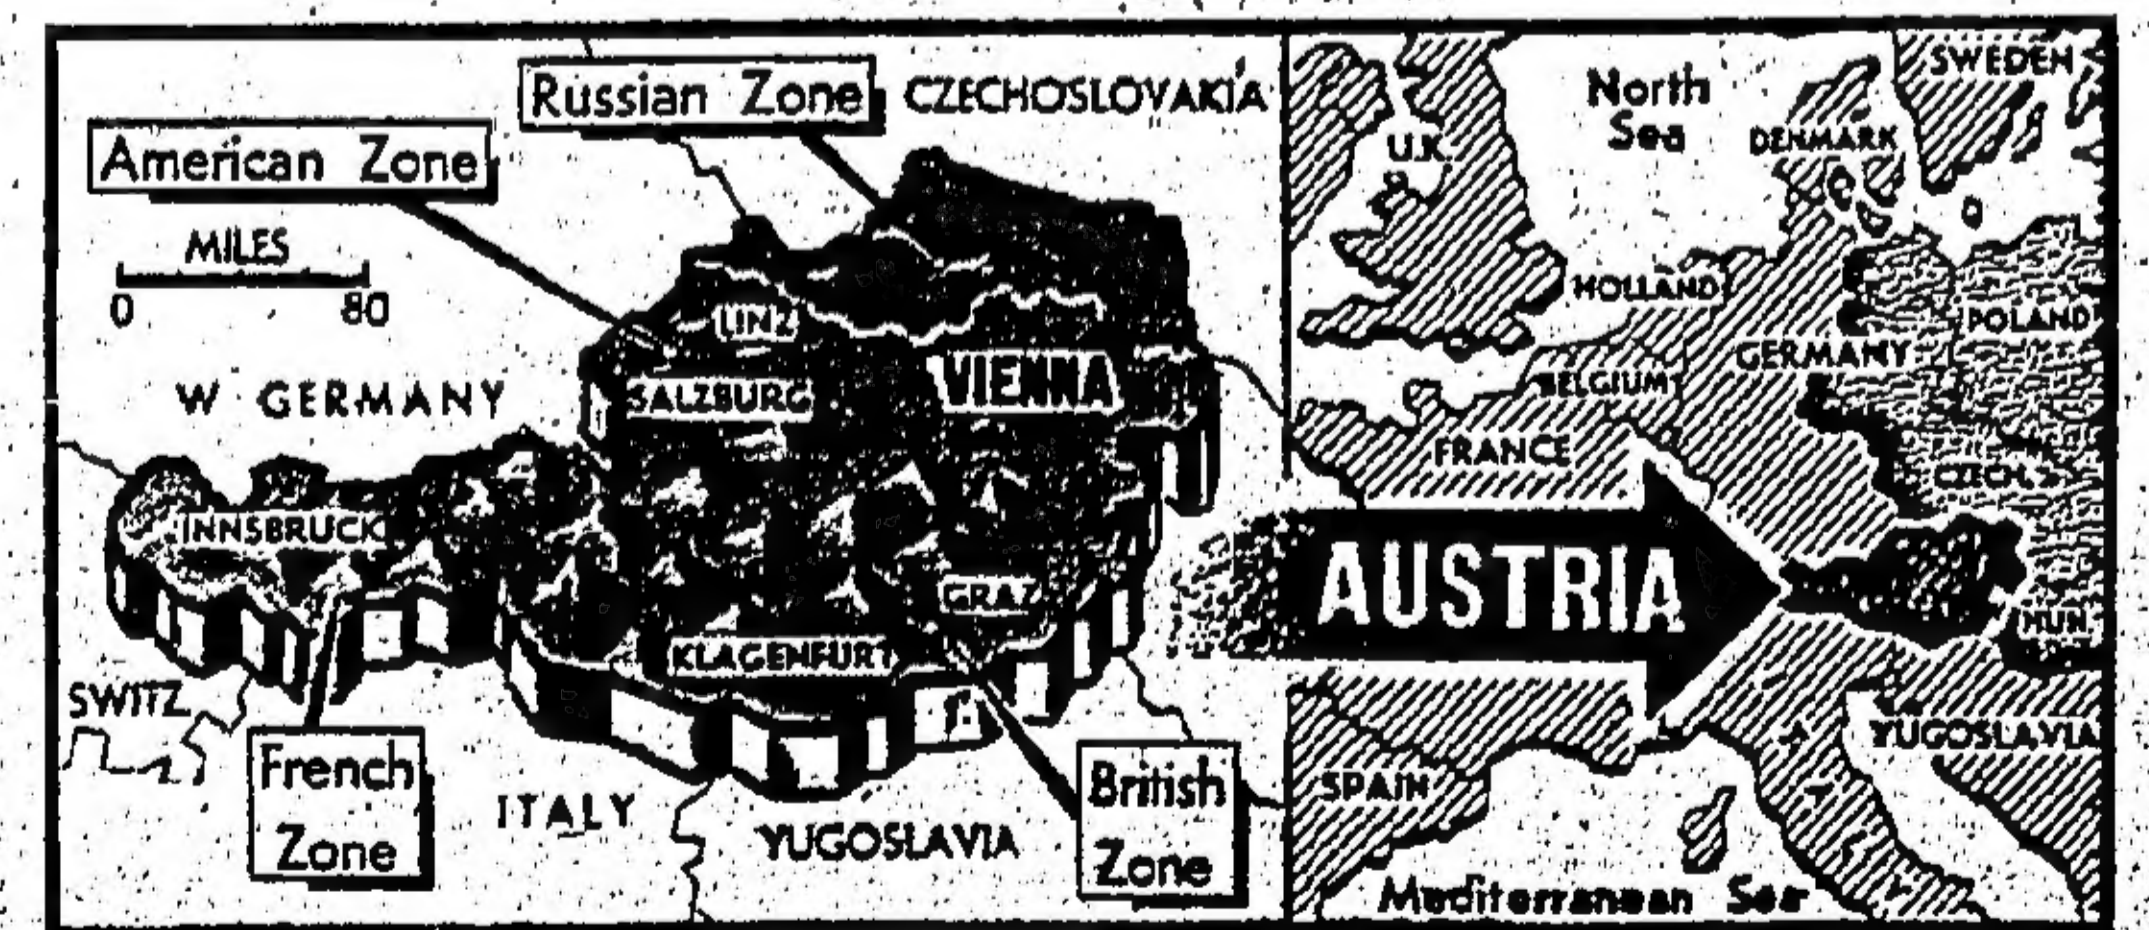 Russian Zone
CZECHOSLOVAKIA
American Zone
MILES
0 80
LINZ
W GERMANY
SALZBURG
VIENNA
INNSBRUCK
GRAZ
KLAGENFURT
SWITZ.
French
Zone
ITALY
YUGOSLAVIA
British
Zone
SWEDEN
North
Sea
DENMARK
U.K.
HOLLAND
POLAND
GERMANY
BELGIUM
FRANCE
CZECH.
AUSTRIA
HUN.
YUGOSLAVIA
SPAIN
Mediterranean Sea